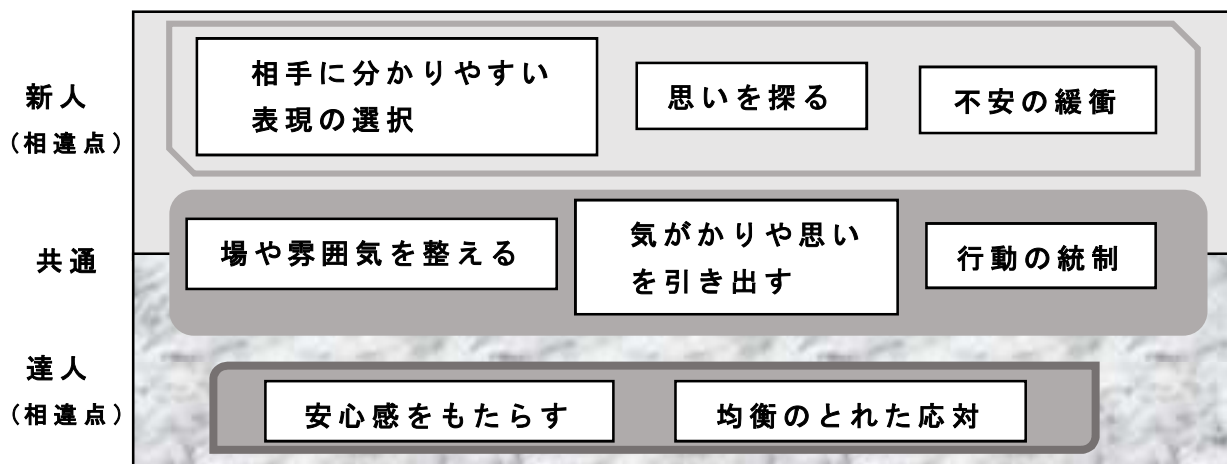 新人
（相違点）
相手に分かりやすい
表現の選択
思いを探る
不安の緩衝
共通
場や雰囲気を整える
気がかりや思い
を引き出す
行動の統制
達人
（相違点）
安心感をもたらす
均衡のとれた応対